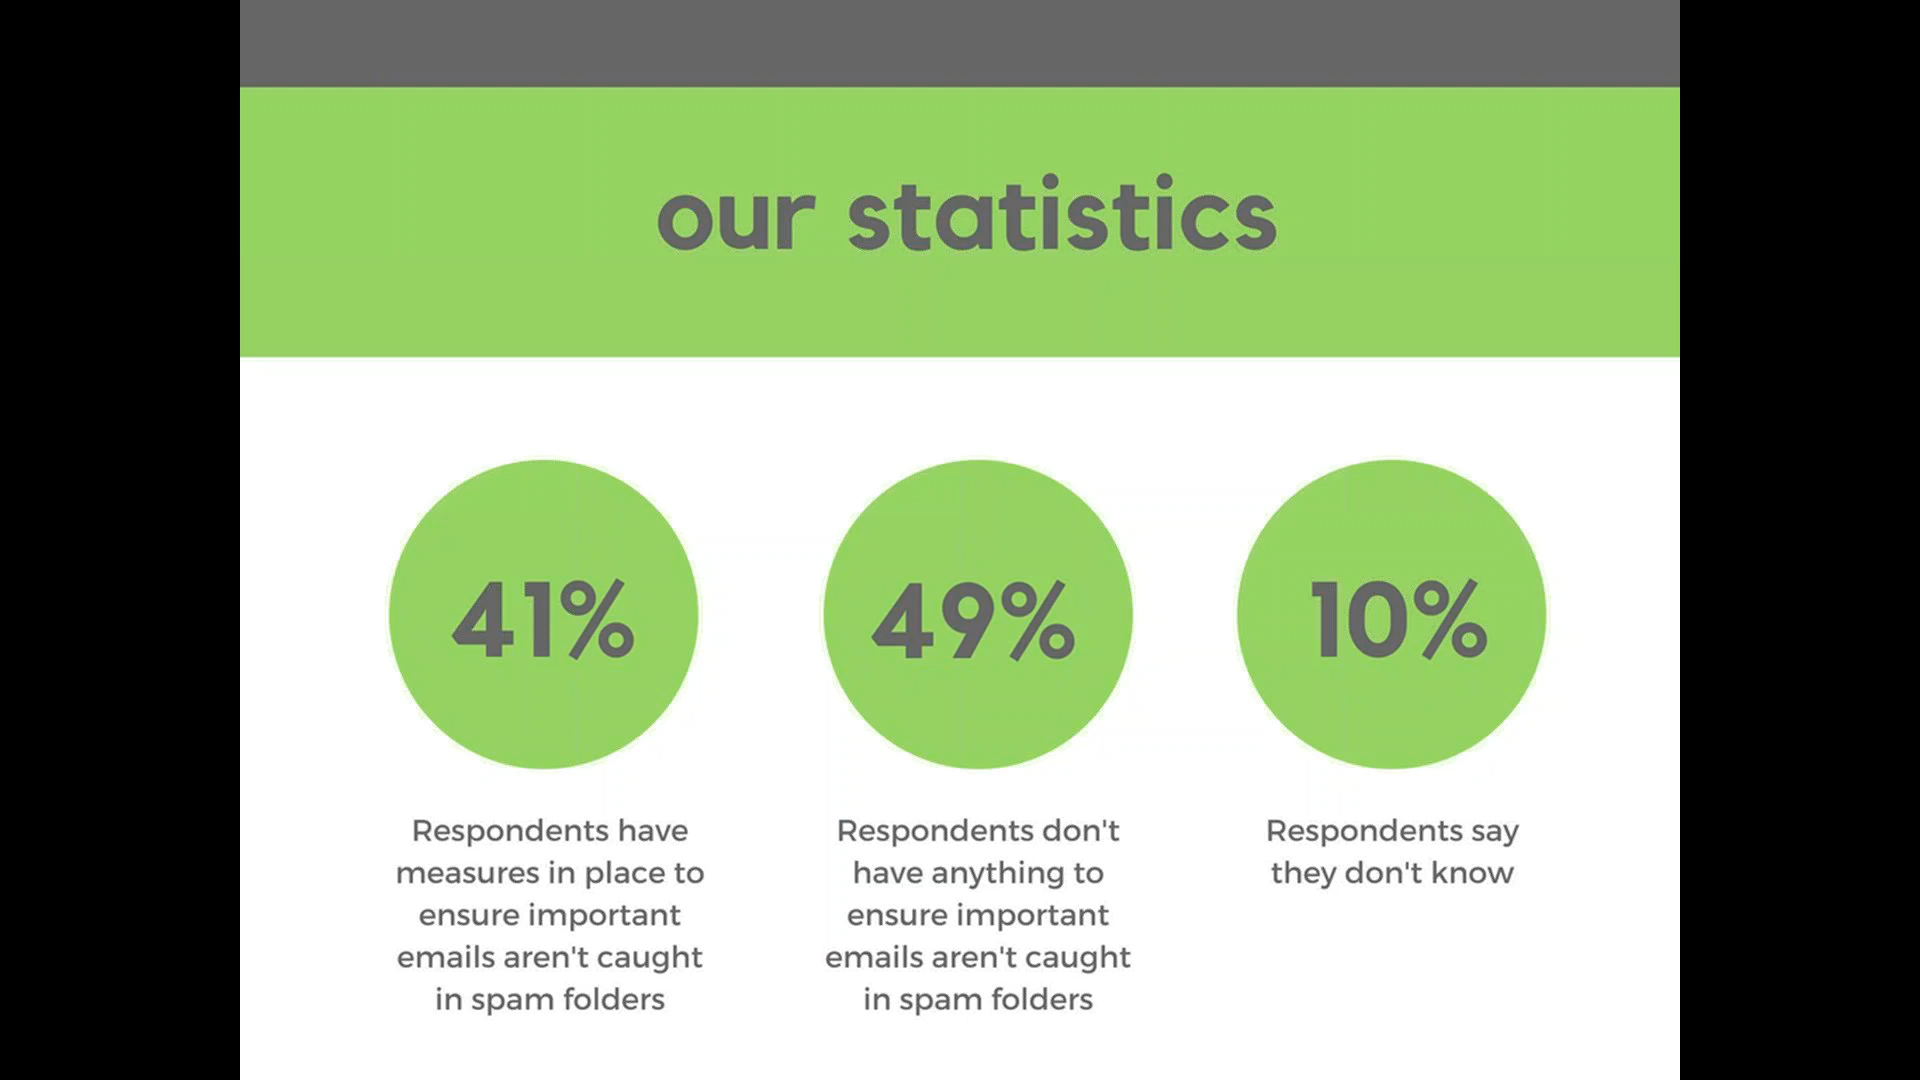 our statistics
41%
Respondents have
measures in place to
ensure important
emails aren't caught
in spam folders
49%
Respondents don't
have anything to
ensure important
emails aren't caught
in spam folders
10%
Respondents say
they don't know